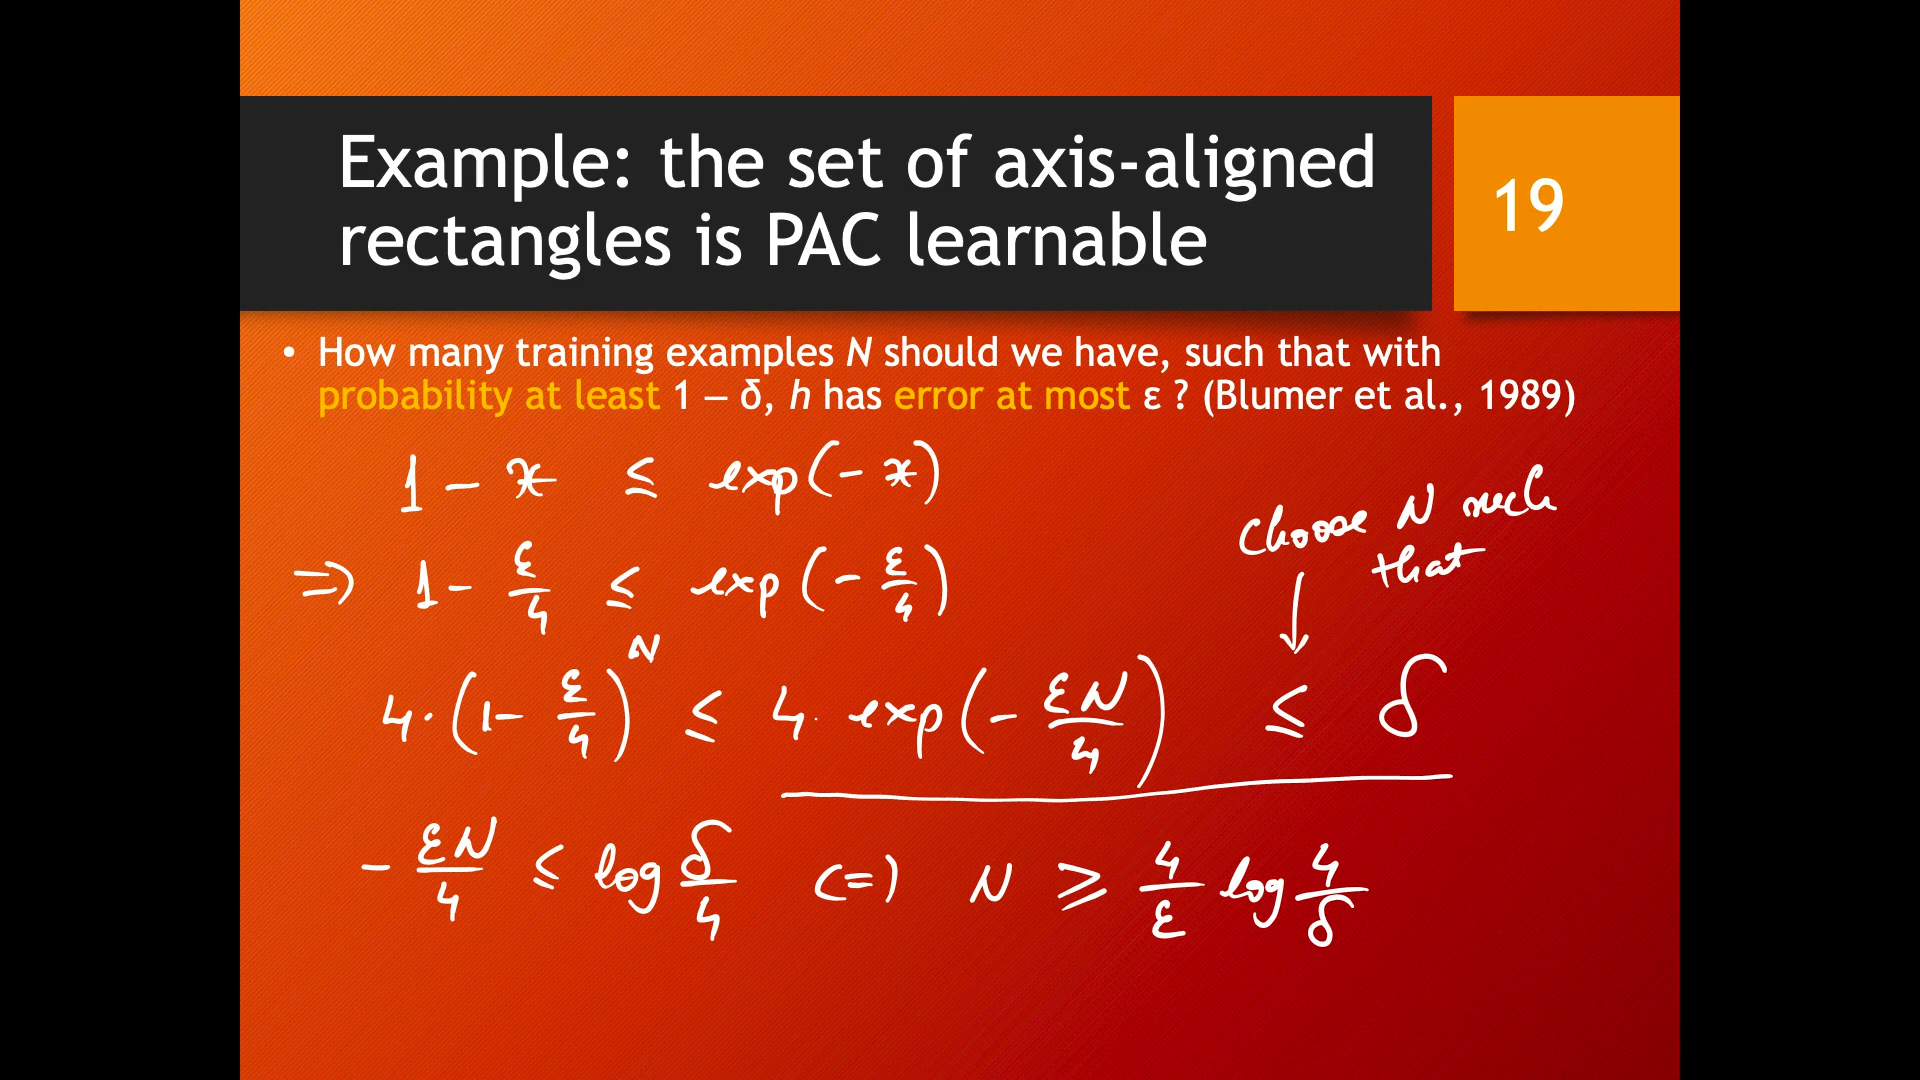 Example: the set of axis-aligned
rectangles is PAC learnable
19
• How many training examples N should we have, such that with
probability at least 1 – δ, h has error at most ε ? (Blumer et al., 1989)
1 - x ≤ exp(- x)
=> 1 - ε/4 ≤ exp(- ε/4)
choose N such
that
4·(1 - ε/4)^N ≤ 4· exp(- εN/4) ≤ δ
- εN/4 ≤ log δ/4 (=) N ≥ 4/ε log 4/δ